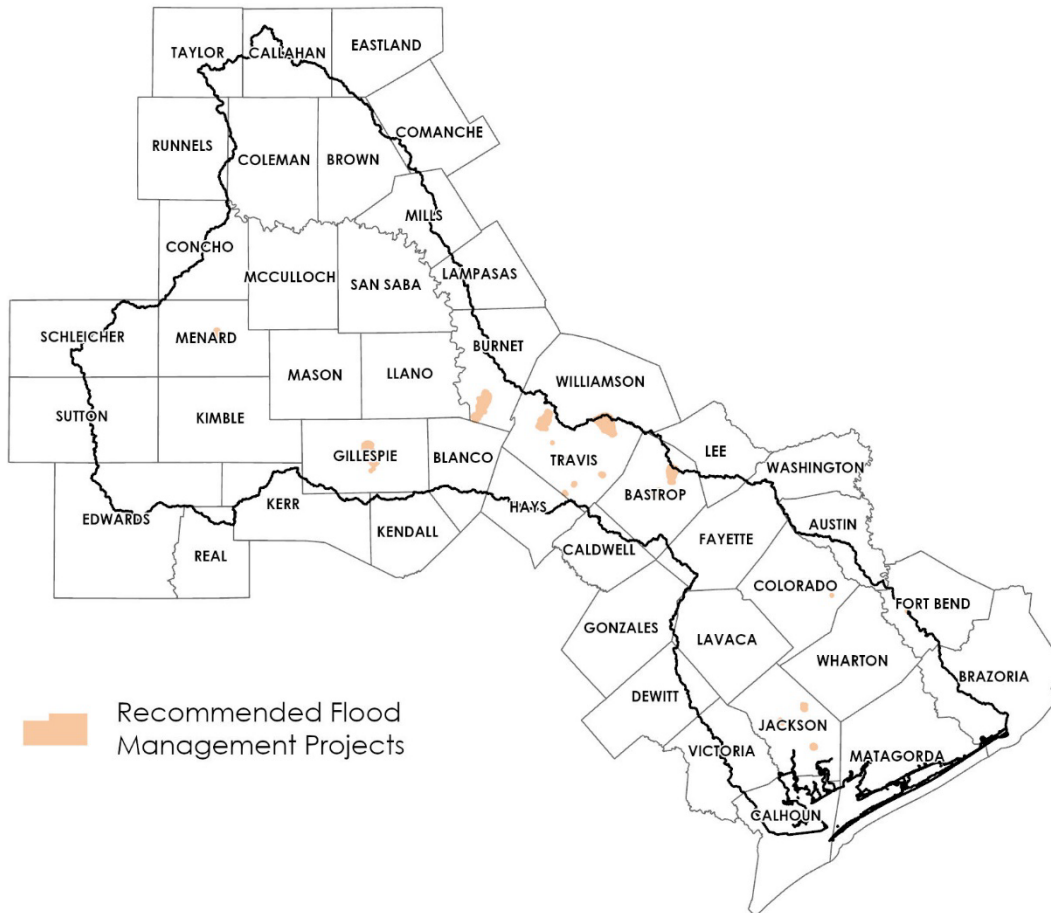 TAYLOR
CALLAHAN
EASTLAND
COMANCHE
RUNNELS
COLEMAN
BROWN
MILLS
CONCHO
MCCULLOCH
SAN SABA
LAMPASAS
SCHLEICHER
MENARD
BURNET
MASON
LLANO
WILLIAMSON
SUTTON
KIMBLE
GILLESPIE
BLANCO
TRAVIS
LEE
WASHINGTON
BASTROP
EDWARDS
KERR
HAYS
AUSTIN
REAL
KENDALL
CALDWELL
FAYETTE
COLORADO
FORT BEND
GONZALES
LAVACA
WHARTON
BRAZORIA
DEWITT
JACKSON
VICTORIA
MATAGORDA
CALHOUN
Recommended Flood
Management Projects